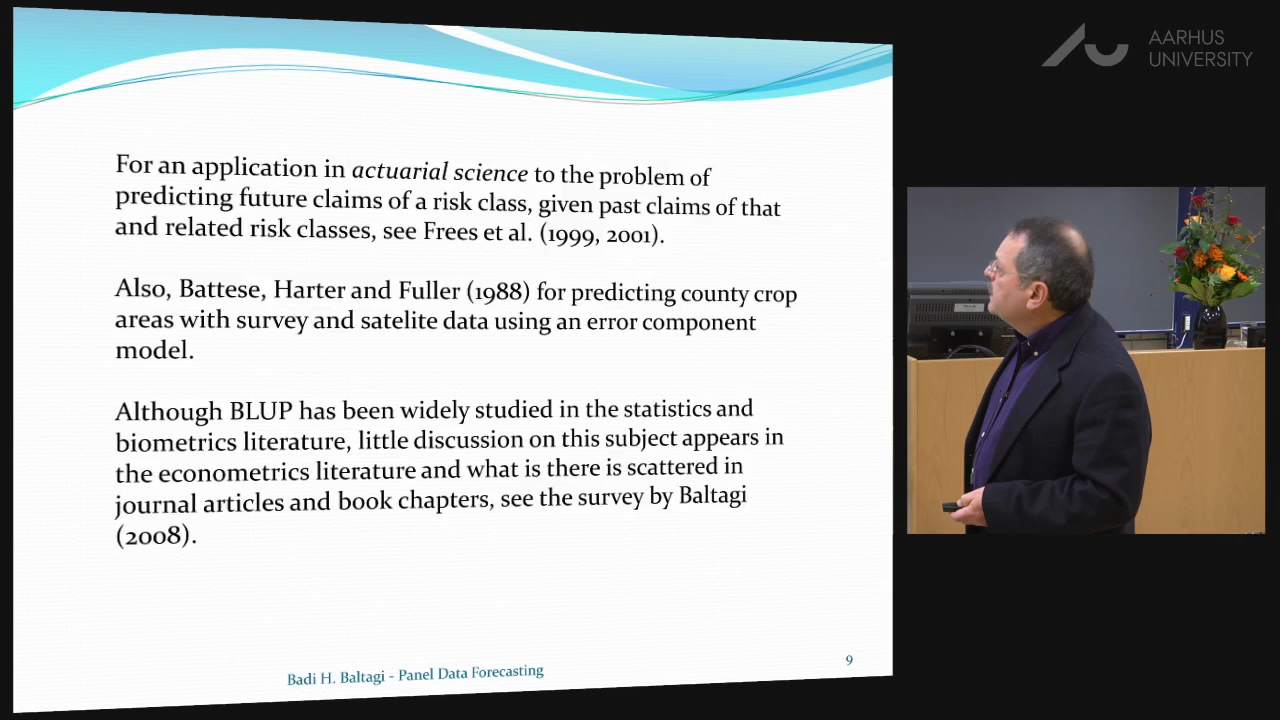 For an application in actuarial science to the problem of
predicting future claims of a risk class, given past claims of that
and related risk classes, see Frees et al. (1999, 2001).
Also, Battese, Harter and Fuller (1988) for predicting county crop
areas with survey and satelite data using an error component
model.
Although BLUP has been widely studied in the statistics and
biometrics literature, little discussion on this subject appears in
the econometrics literature and what is there is scattered in
journal articles and book chapters, see the survey by Baltagi
(2008).
Badi H. Baltagi - Panel Data Forecasting
9
AARHUS
UNIVERSITY